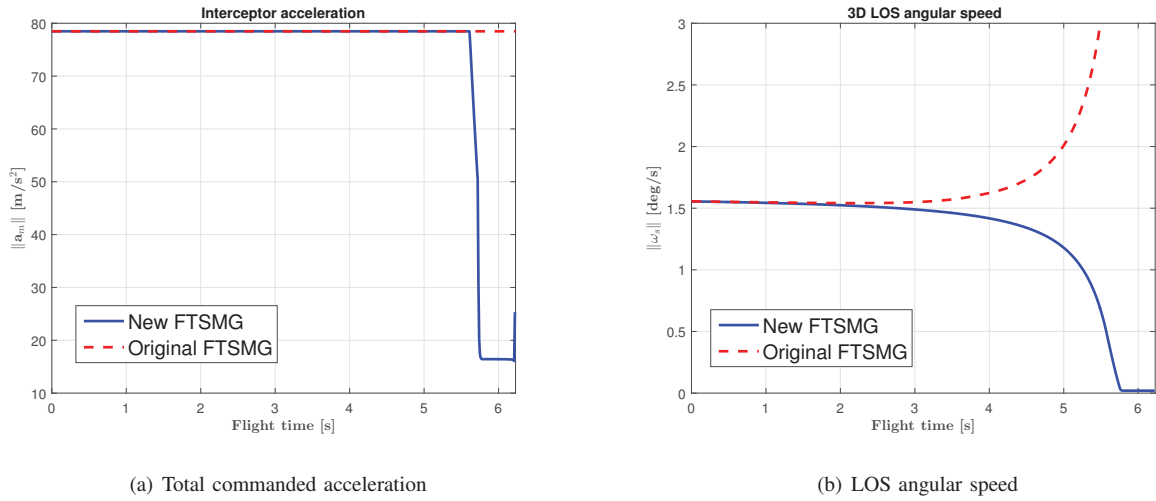 Interceptor acceleration
80
70
60
50
40
30
20
10
‖a_m‖ [m/s²]
New FTSMG
Original FTSMG
0 1 2 3 4 5 6
Flight time [s]
(a) Total commanded acceleration
3D LOS angular speed
3
2.5
2
1.5
1
0.5
0
‖ω_s‖ [deg/s]
New FTSMG
Original FTSMG
0 1 2 3 4 5 6
Flight time [s]
(b) LOS angular speed